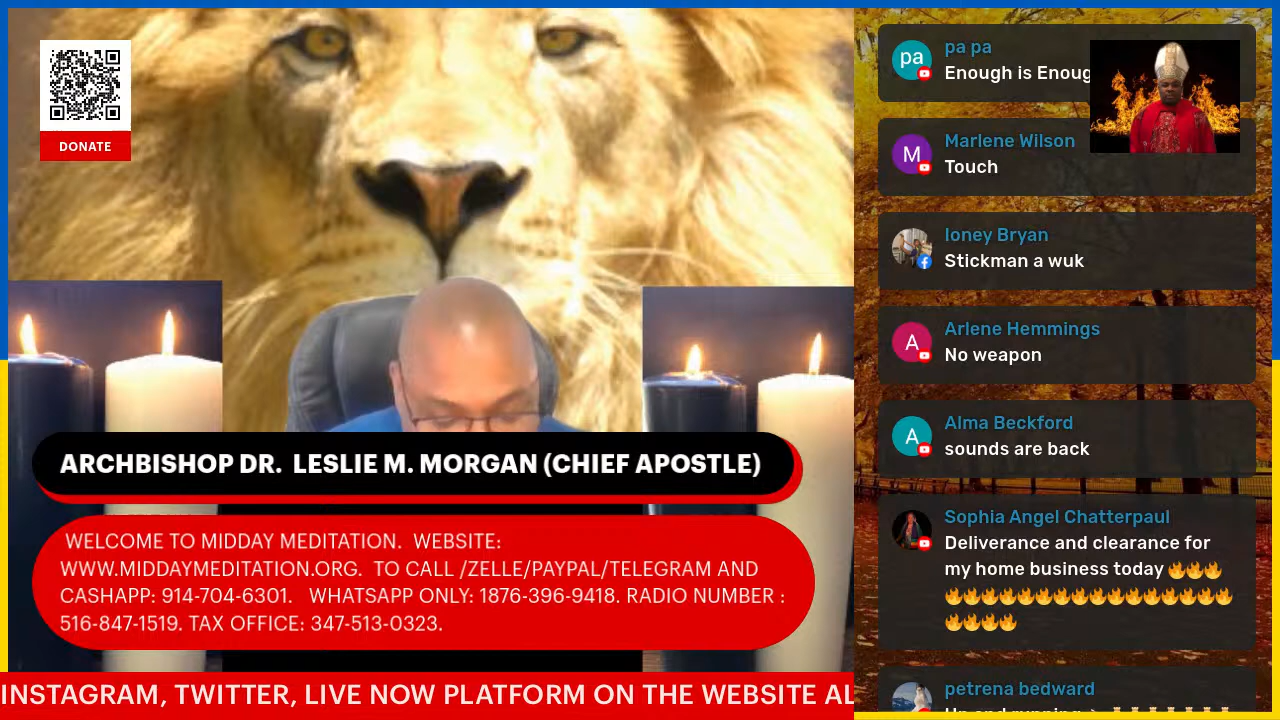 DONATE
ARCHBISHOP DR. LESLIE M. MORGAN (CHIEF APOSTLE)
WELCOME TO MIDDAY MEDITATION. WEBSITE:
WWW.MIDDAYMEDITATION.ORG. TO CALL /ZELLE/PAYPAL/TELEGRAM AND
CASHAPP: 914-704-6301. WHATSAPP ONLY: 1876-396-9418. RADIO NUMBER :
516-847-1519. TAX OFFICE: 347-513-0323.
INSTAGRAM, TWITTER, LIVE NOW PLATFORM ON THE WEBSITE AL
pa
pa pa
Enough is Enoug
M
Marlene Wilson
Touch
Ioney Bryan
Stickman a wuk
A
Arlene Hemmings
No weapon
A
Alma Beckford
sounds are back
Sophia Angel Chatterpaul
Deliverance and clearance for
my home business today 🔥🔥🔥
🔥🔥🔥🔥🔥🔥🔥🔥🔥🔥🔥🔥🔥🔥🔥🔥
🔥🔥🔥🔥
petrena bedward